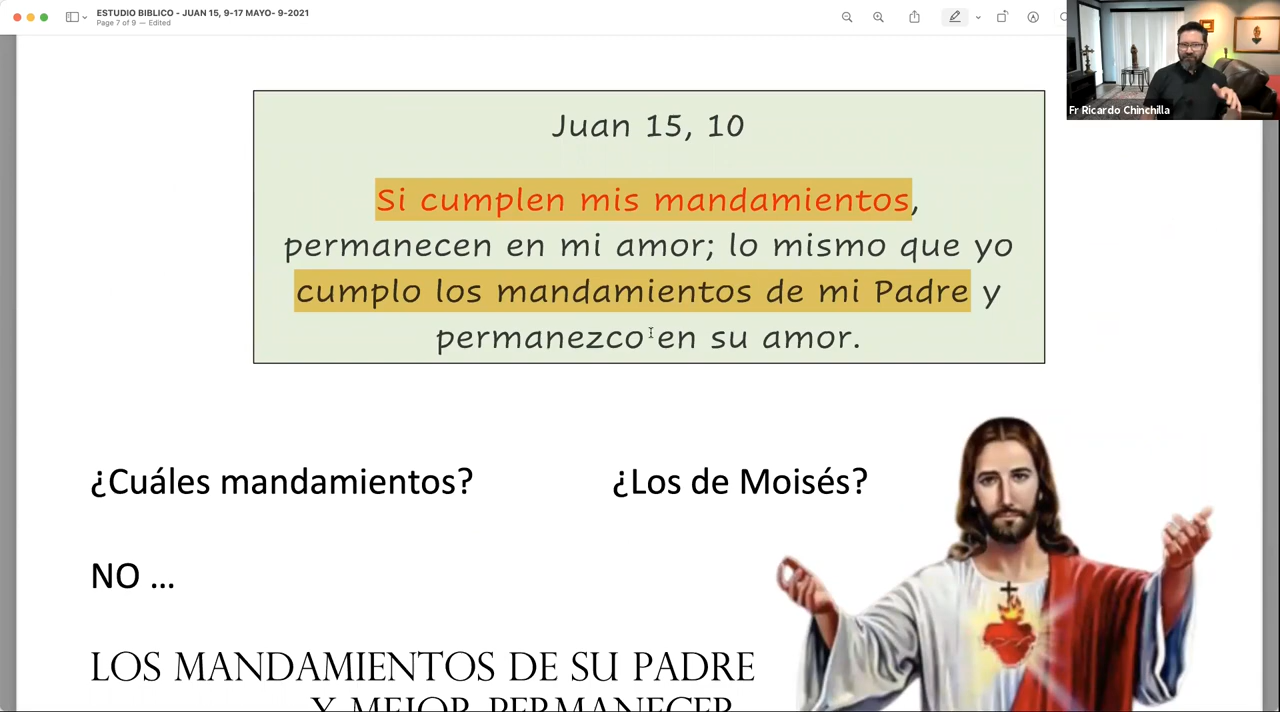 ESTUDIO BIBLICO - JUAN 15, 9-17 MAYO- 9-2021
Page 7 of 9 — Edited
Fr Ricardo Chinchilla
Juan 15, 10
Si cumplen mis mandamientos,
permanecen en mi amor; lo mismo que yo
cumplo los mandamientos de mi Padre y
permanezco en su amor.
¿Cuáles mandamientos? ¿Los de Moisés?
NO ...
LOS MANDAMIENTOS DE SU PADRE
Y MEJOR PERMANECER